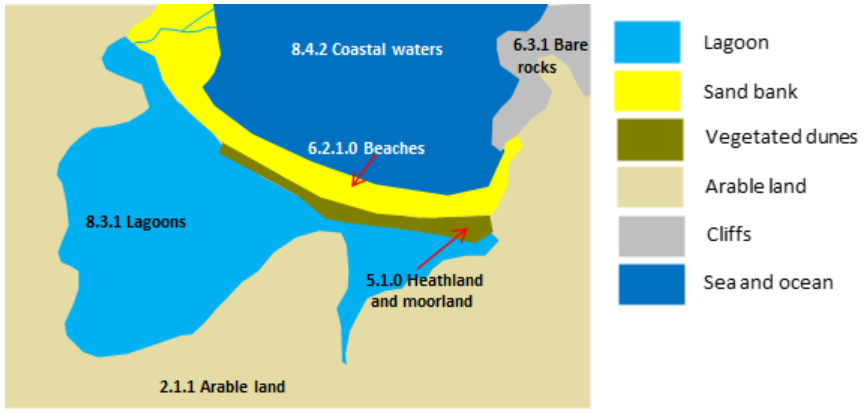 8.4.2 Coastal waters
6.3.1 Bare
rocks
6.2.1.0 Beaches
8.3.1 Lagoons
5.1.0 Heathland
and moorland
2.1.1 Arable land
Lagoon
Sand bank
Vegetated dunes
Arable land
Cliffs
Sea and ocean